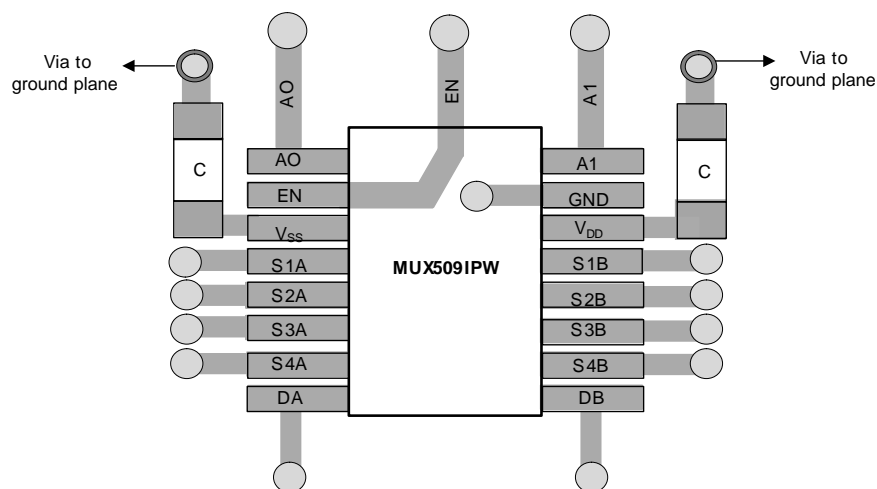 Via to
ground plane
Via to
ground plane
AO
EN
A1
C
C
AO
EN
VSS
S1A
S2A
S3A
S4A
DA
MUX509IPW
A1
GND
VDD
S1B
S2B
S3B
S4B
DB